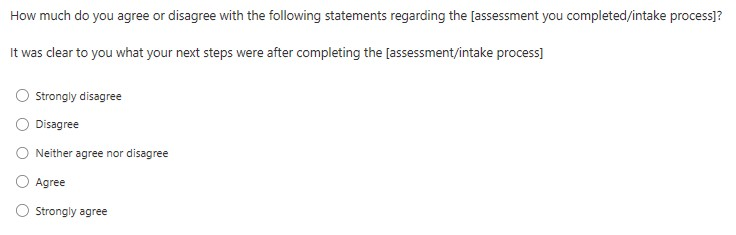 How much do you agree or disagree with the following statements regarding the [assessment you completed/intake process]?
It was clear to you what your next steps were after completing the [assessment/intake process]
Strongly disagree
Disagree
Neither agree nor disagree
Agree
Strongly agree